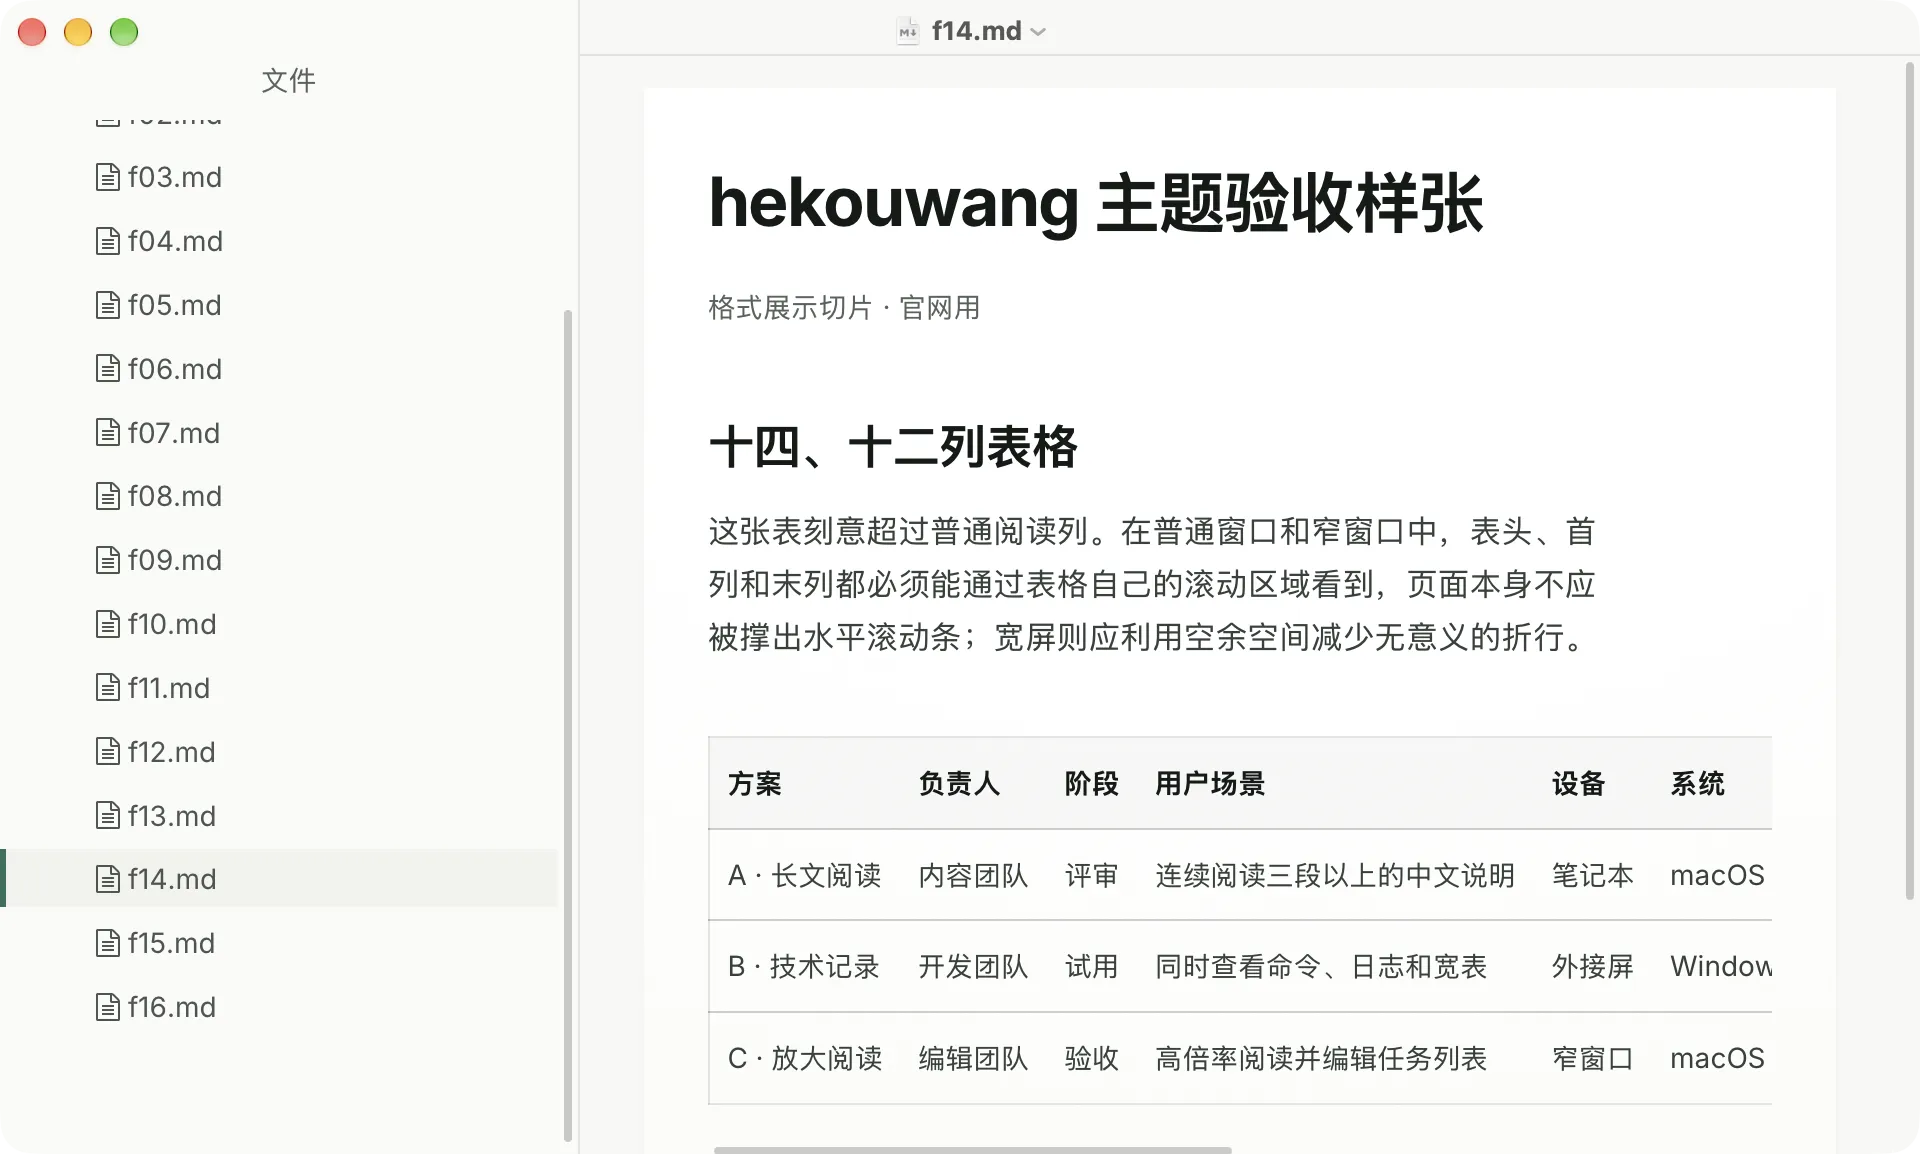 f14.md
文件
f03.md
f04.md
f05.md
f06.md
f07.md
f08.md
f09.md
f10.md
f11.md
f12.md
f13.md
f14.md
f15.md
f16.md
hekouwang 主题验收样张
格式展示切片 · 官网用
十四、十二列表格
这张表刻意超过普通阅读列。在普通窗口和窄窗口中，表头、首
列和末列都必须能通过表格自己的滚动区域看到，页面本身不应
被撑出水平滚动条；宽屏则应利用空余空间减少无意义的折行。
方案 负责人 阶段 用户场景 设备 系统
A · 长文阅读 内容团队 评审 连续阅读三段以上的中文说明 笔记本 macOS
B · 技术记录 开发团队 试用 同时查看命令、日志和宽表 外接屏 Window
C · 放大阅读 编辑团队 验收 高倍率阅读并编辑任务列表 窄窗口 macOS